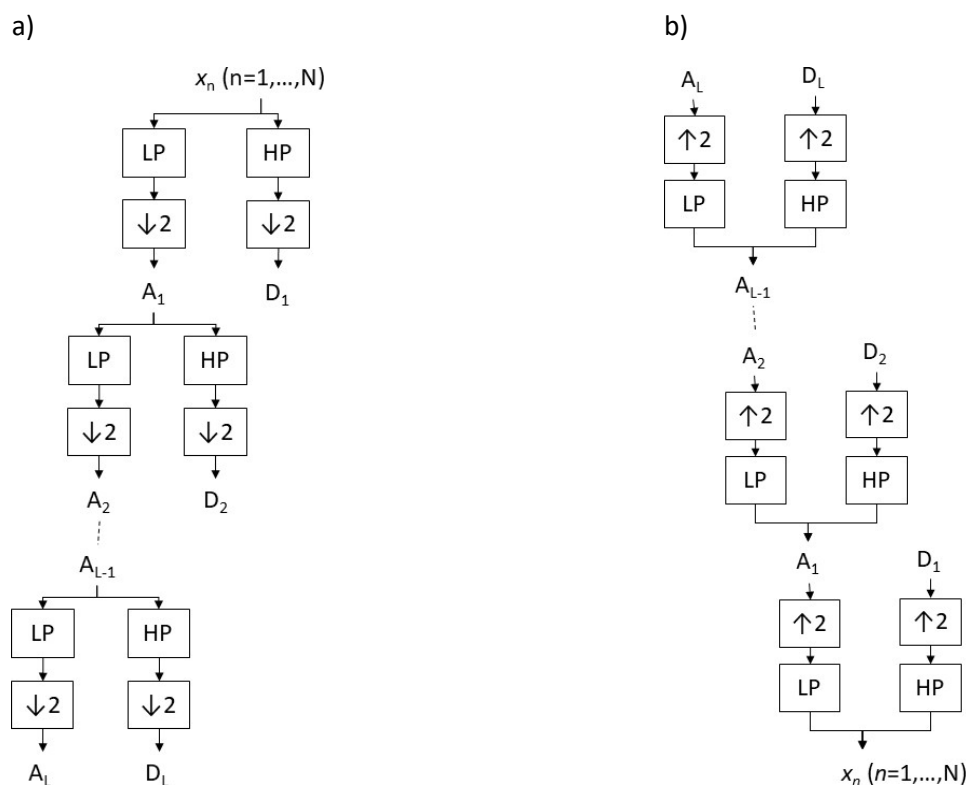 a)
x_n (n=1,…,N)
LP HP
↓2 ↓2
A_1 D_1
LP HP
↓2 ↓2
A_2 D_2
A_{L-1}
LP HP
↓2 ↓2
A_L D_L
b)
A_L D_L
↑2 ↑2
LP HP
A_{L-1}
A_2 D_2
↑2 ↑2
LP HP
A_1 D_1
↑2 ↑2
LP HP
x_n (n=1,…,N)